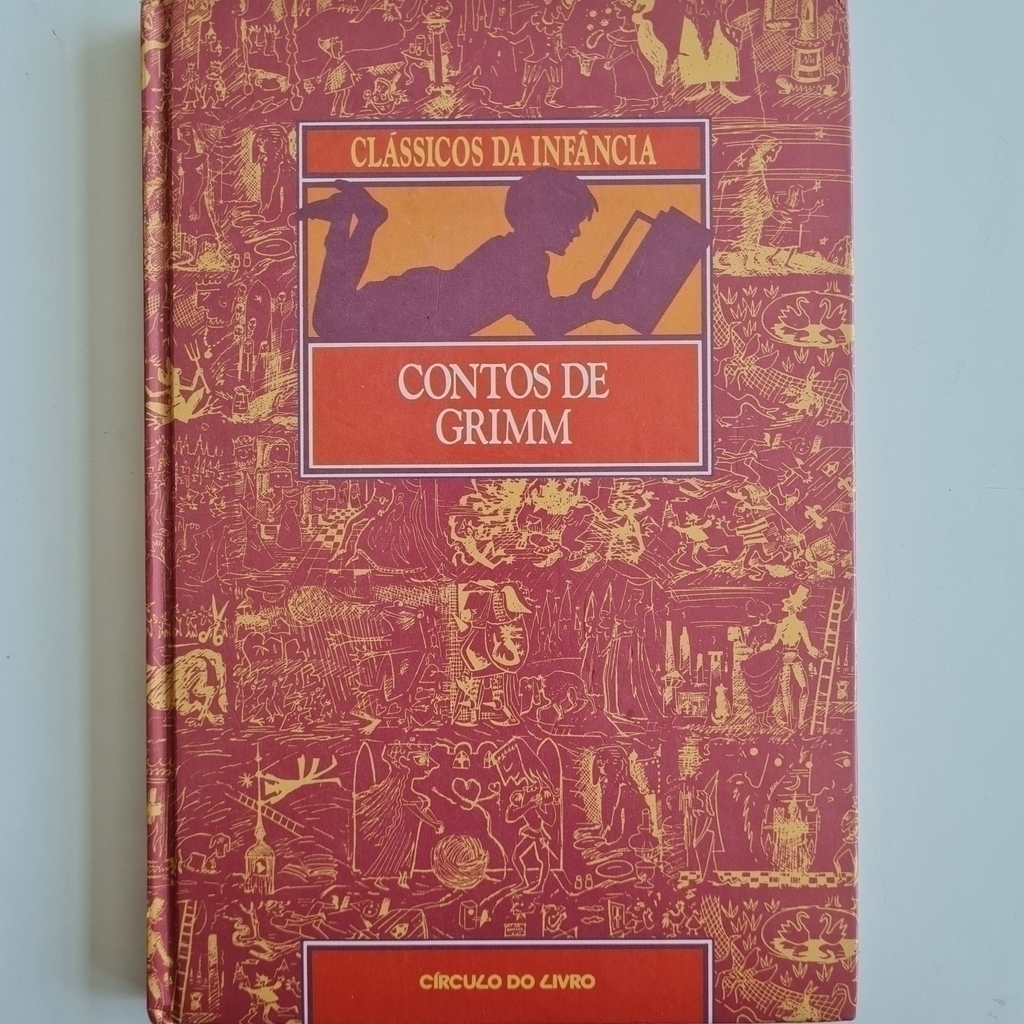 CLÁSSICOS DA INFÂNCIA
CONTOS DE
GRIMM
CÍRCULO DO LIVRO